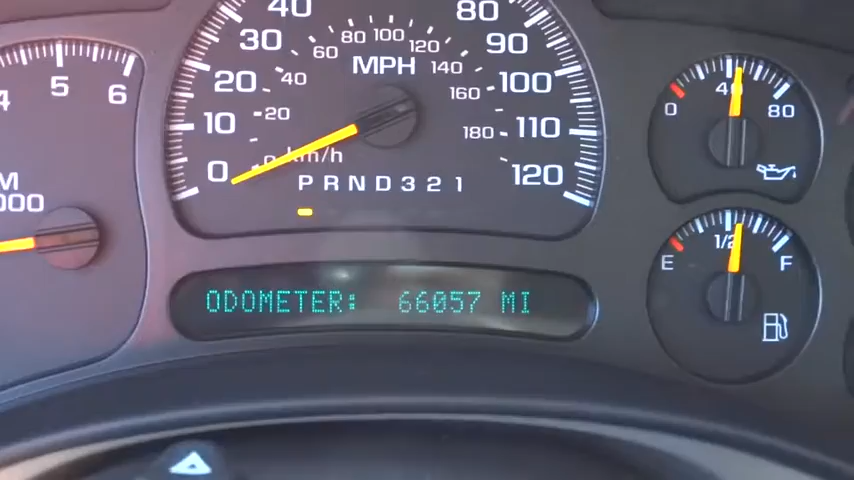 40 80
30 90
20 100
10 110
0 120
MPH
20 40 60 80 100 120 140 160 180
km/h
PRND321
ODOMETER: 66057 MI
5 6
000
0 40 80
E 1/2 F